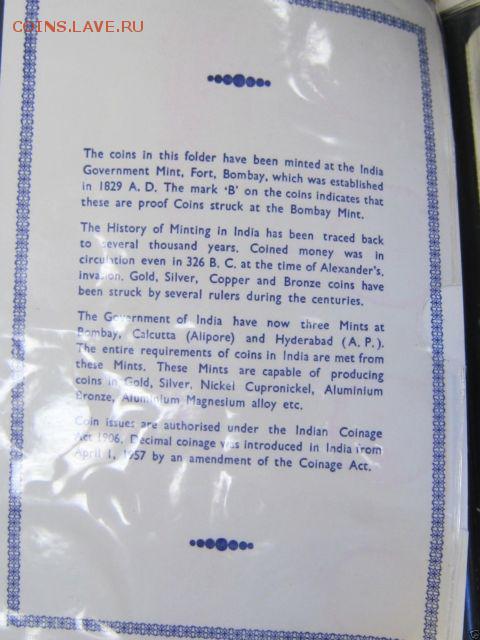 COINS.LAVE.RU
The coins in this folder have been minted at the India
Government Mint, Fort, Bombay, which was established
in 1829 A. D. The mark 'B' on the coins indicates that
these are proof Coins struck at the Bombay Mint.
The History of Minting in India has been traced back
to several thousand years. Coined money was in
circulation even in 326 B. C. at the time of Alexander's,
invasion. Gold, Silver, Copper and Bronze coins have
been struck by several rulers during the centuries.
The Government of India have now three Mints at
Bombay, Calcutta (Alipore) and Hyderabad (A. P.).
The entire requirements of coins in India are met from
these Mints. These Mints are capable of producing
coins in Gold, Silver, Nickel Cupronickel, Aluminium
Bronze, Aluminium Magnesium alloy etc.
Coin issues are authorised under the Indian Coinage
Act 1906. Decimal coinage was introduced in India from
April 1, 1957 by an amendment of the Coinage Act.